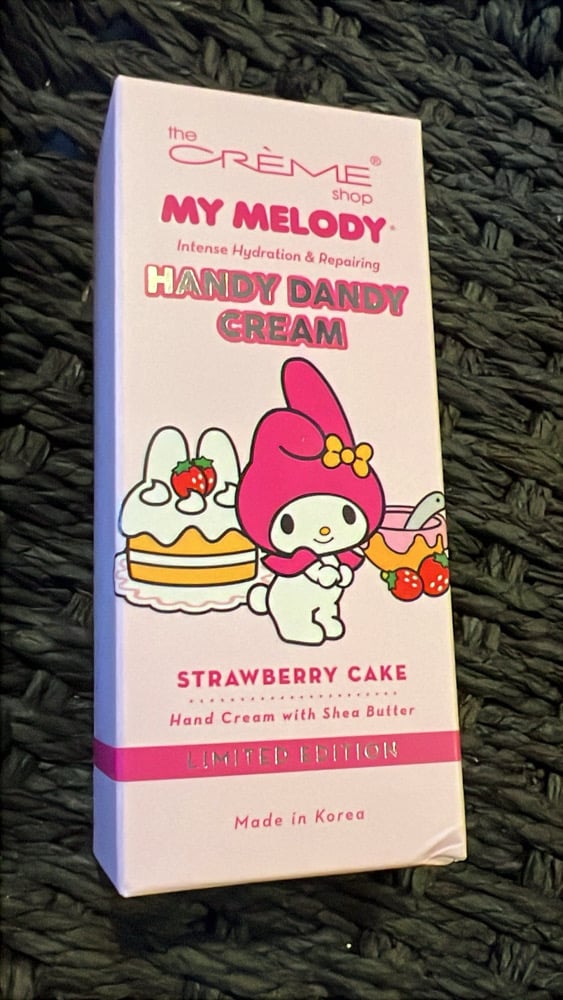 the
CRÈME®
shop
MY MELODY
Intense Hydration & Repairing
HANDY DANDY
CREAM
STRAWBERRY CAKE
Hand Cream with Shea Butter
LIMITED EDITION
Made in Korea